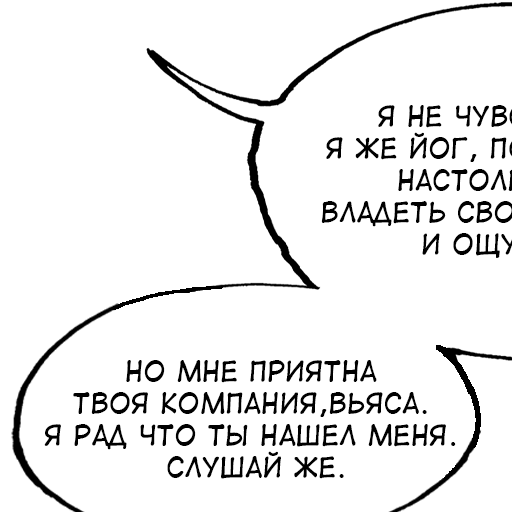 Я НЕ
Я ЖЕ ЙОГ,
ВЛАДЕТЬ
И
НО МНЕ ПРИЯТНА
ТВОЯ КОМПАНИЯ,ВЬЯСА.
Я РАД ЧТО ТЫ НАШЕЛ МЕНЯ.
СЛУШАЙ ЖЕ.